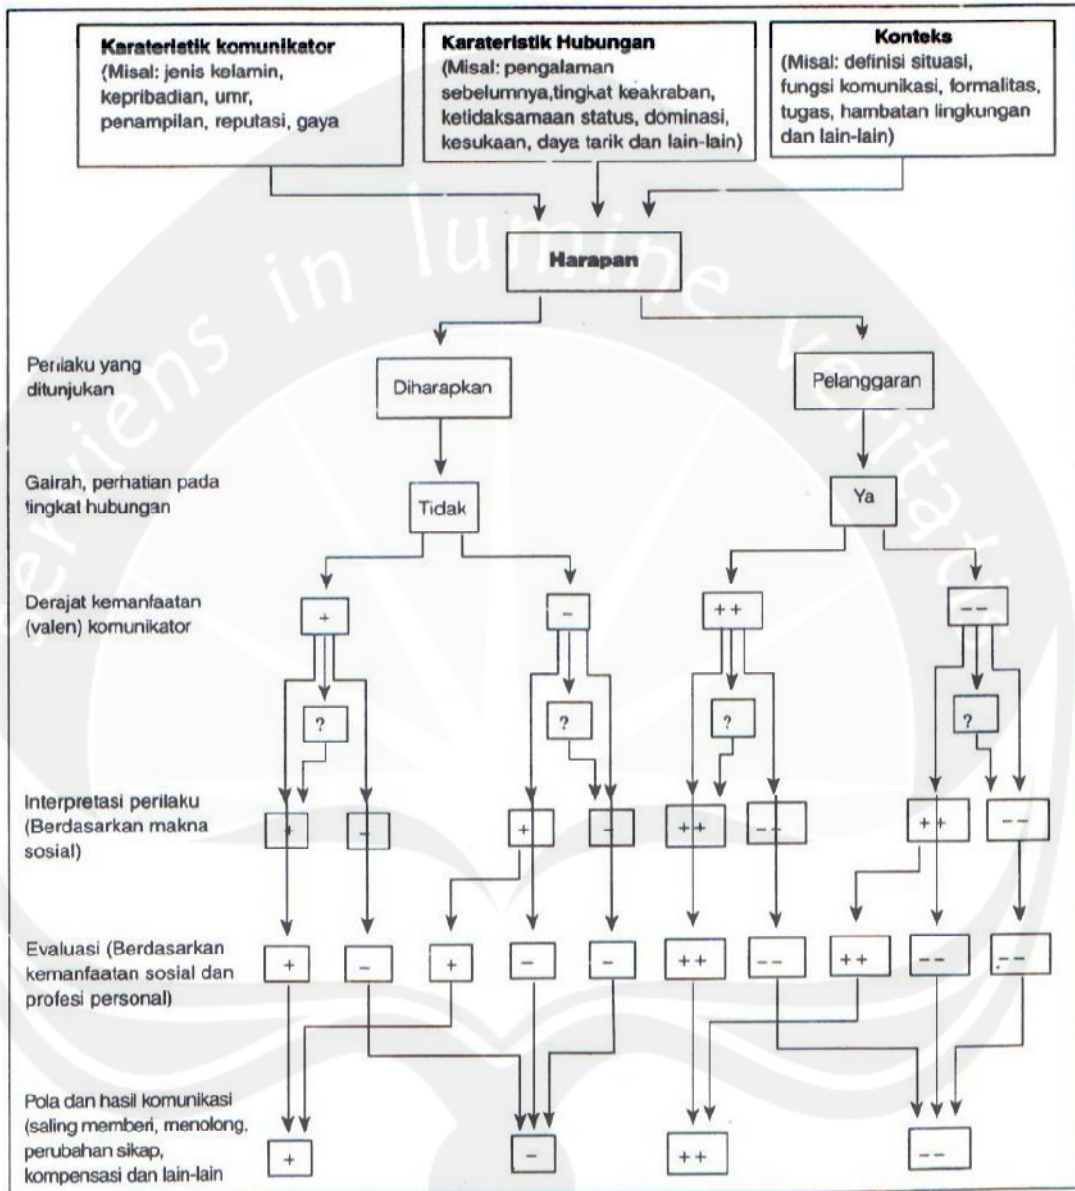 Karateristik komunikator
(Misal: jenis kelamin,
kepribadian, umr,
penampilan, reputasi, gaya
Karateristik Hubungan
(Misal: pengalaman
sebelumnya,tingkat keakraban,
ketidaksamaan status, dominasi,
kesukaan, daya tarik dan lain-lain)
Konteks
(Misal: definisi situasi,
fungsi komunikasi, formalitas,
tugas, hambatan lingkungan
dan lain-lain)
Harapan
Perilaku yang
ditunjukan
Diharapkan
Pelanggaran
Gairah, perhatian pada
tingkat hubungan
Tidak
Ya
Derajat kemanfaatan
(valen) komunikator
+ - ++ --
? ? ? ?
Interpretasi perilaku
(Berdasarkan makna
sosial)
+ - + - ++ -- ++ --
Evaluasi (Berdasarkan
kemanfaatan sosial dan
profesi personal)
+ - + - - ++ -- ++ -- --
Pola dan hasil komunikasi
(saling memberi, menolong,
perubahan sikap,
kompensasi dan lain-lain
+ - ++ --
serviens in lumine veritatis